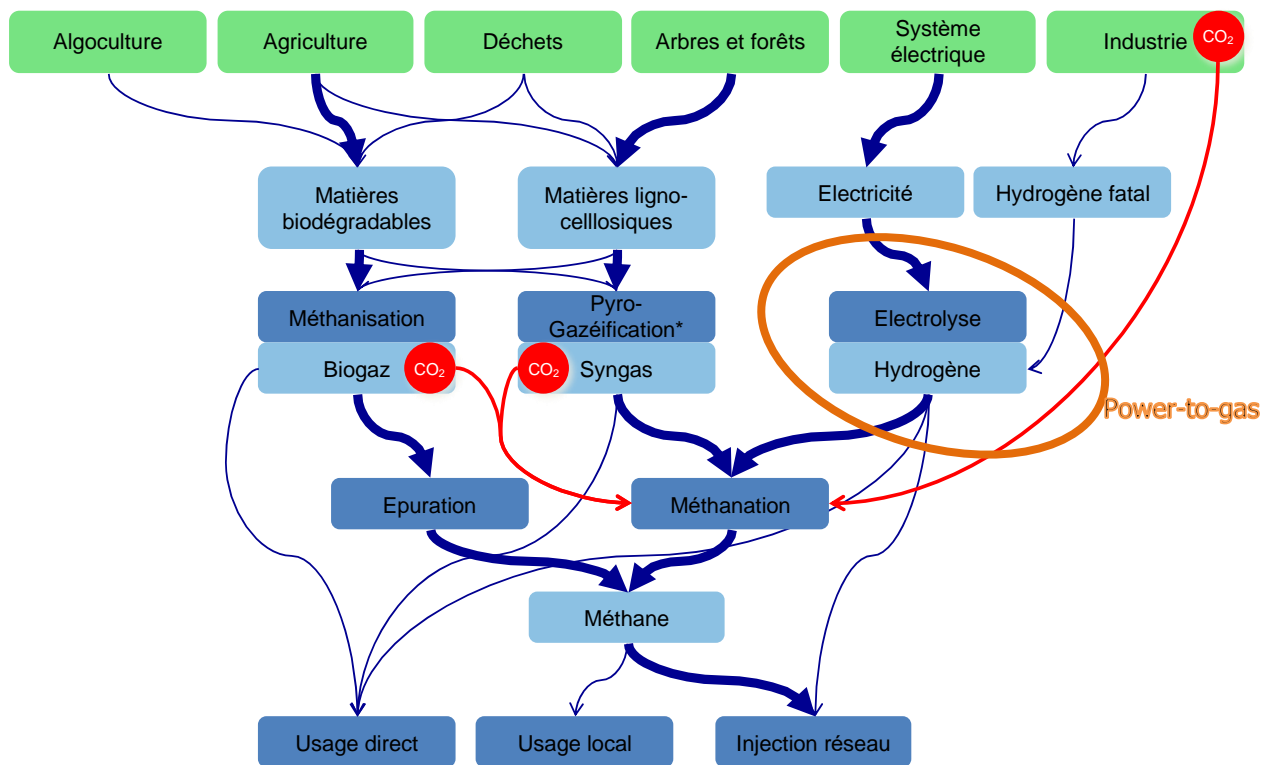 Algoculture
Agriculture
Déchets
Arbres et forêts
Système
électrique
Industrie
CO₂
Matières
biodégradables
Matières ligno-
celllosiques
Electricité
Hydrogène fatal
Méthanisation
Pyro-
Gazéification*
Electrolyse
Biogaz
CO₂
CO₂
Syngas
Hydrogène
Power-to-gas
Epuration
Méthanation
Méthane
Usage direct
Usage local
Injection réseau